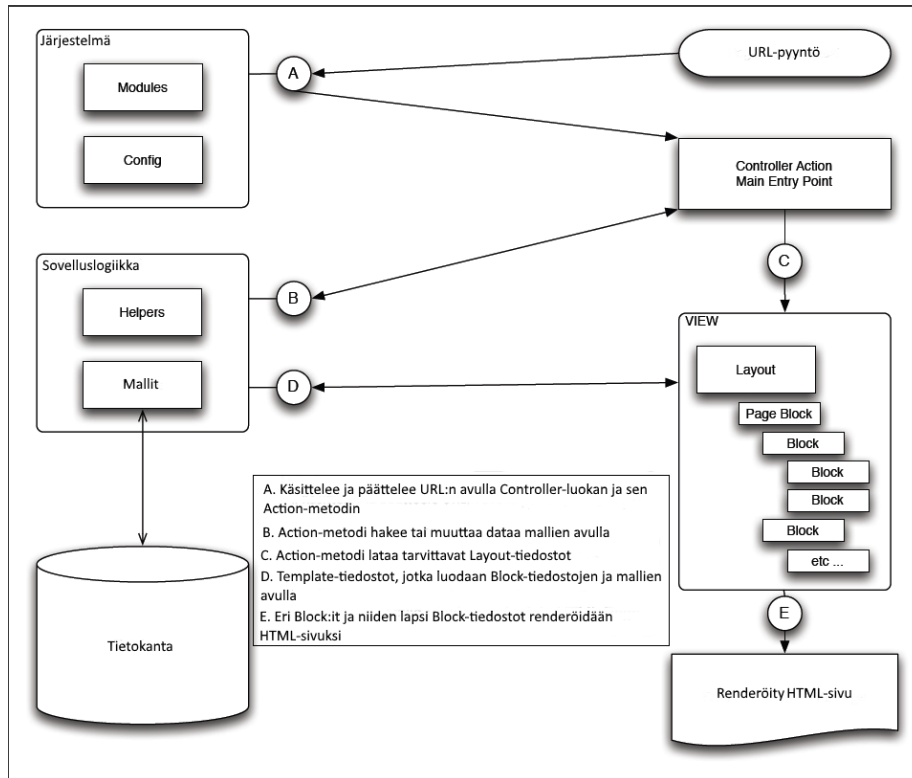 Järjestelmä
Modules
Config
A
URL-pyyntö
Controller Action
Main Entry Point
Sovelluslogiikka
Helpers
Mallit
B
D
C
VIEW
Layout
Page Block
Block
Block
Block
Block
etc ...
A. Käsittelee ja päättelee URL:n avulla Controller-luokan ja sen
Action-metodin
B. Action-metodi hakee tai muuttaa dataa mallien avulla
C. Action-metodi lataa tarvittavat Layout-tiedostot
D. Template-tiedostot, jotka luodaan Block-tiedostojen ja mallien
avulla
E. Eri Block:it ja niiden lapsi Block-tiedostot renderöidään
HTML-sivuksi
Tietokanta
E
Renderöity HTML-sivu